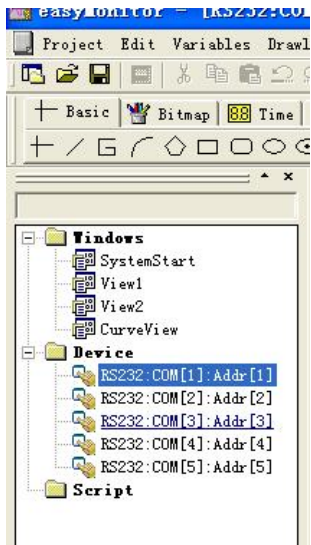 easyMonitor - [RS232:CO
Project Edit Variables Drawl
Basic Bitmap 88 Time
Windows
SystemStart
View1
View2
CurveView
Device
RS232:COM[1]:Addr[1]
RS232:COM[2]:Addr[2]
RS232:COM[3]:Addr[3]
RS232:COM[4]:Addr[4]
RS232:COM[5]:Addr[5]
Script